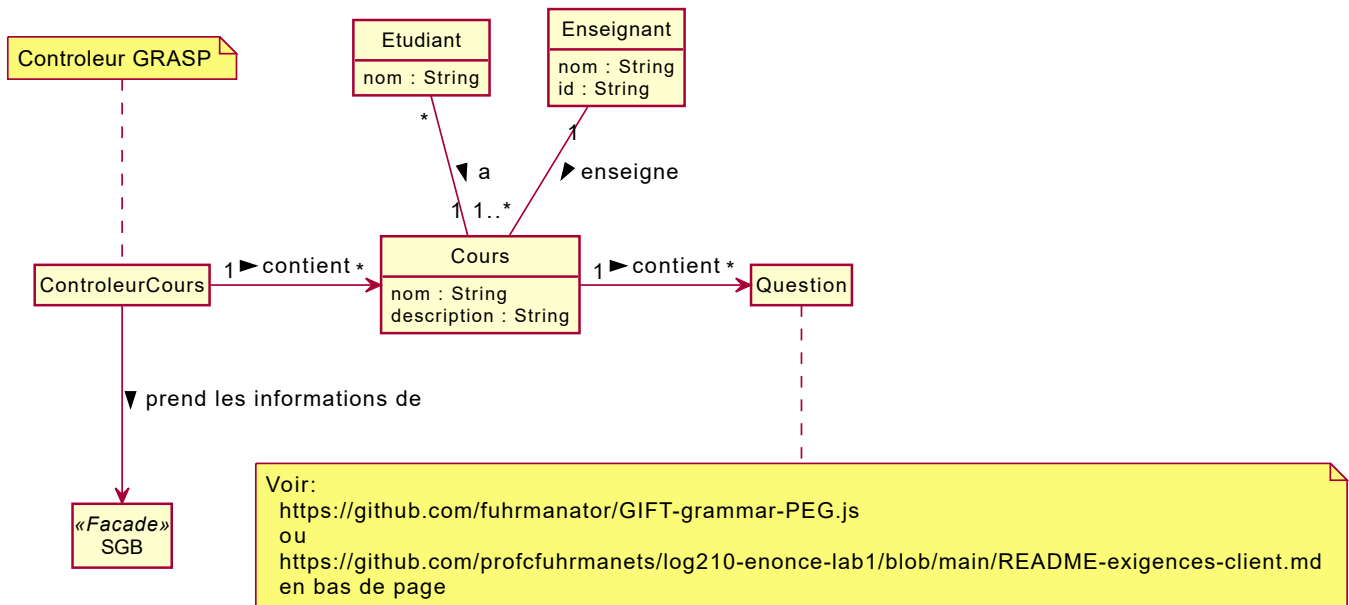 Controleur GRASP
Etudiant
nom : String
Enseignant
nom : String
id : String
*
1
a
enseigne
1 1..*
ControleurCours
1 contient *
Cours
nom : String
description : String
1 contient *
Question
prend les informations de
«Facade»
SGB
Voir:
https://github.com/fuhrmanator/GIFT-grammar-PEG.js
ou
https://github.com/profcfuhrmanets/log210-enonce-lab1/blob/main/README-exigences-client.md
en bas de page